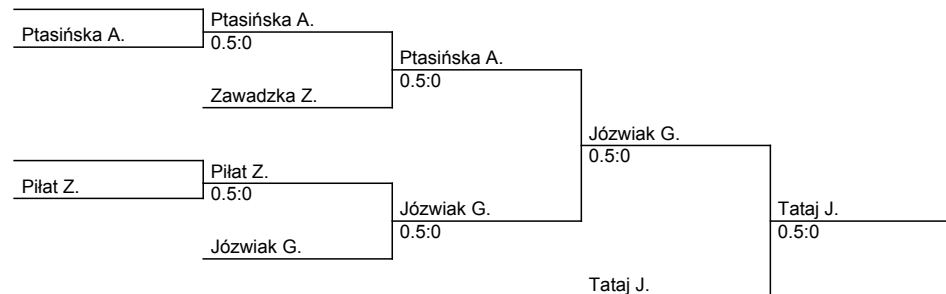 Ptasińska A.
Ptasińska A.
0.5:0
Ptasińska A.
0.5:0
Zawadzka Z.
Józwiak G.
0.5:0
Piłat Z.
Piłat Z.
0.5:0
Józwiak G.
0.5:0
Józwiak G.
Tataj J.
0.5:0
Tataj J.